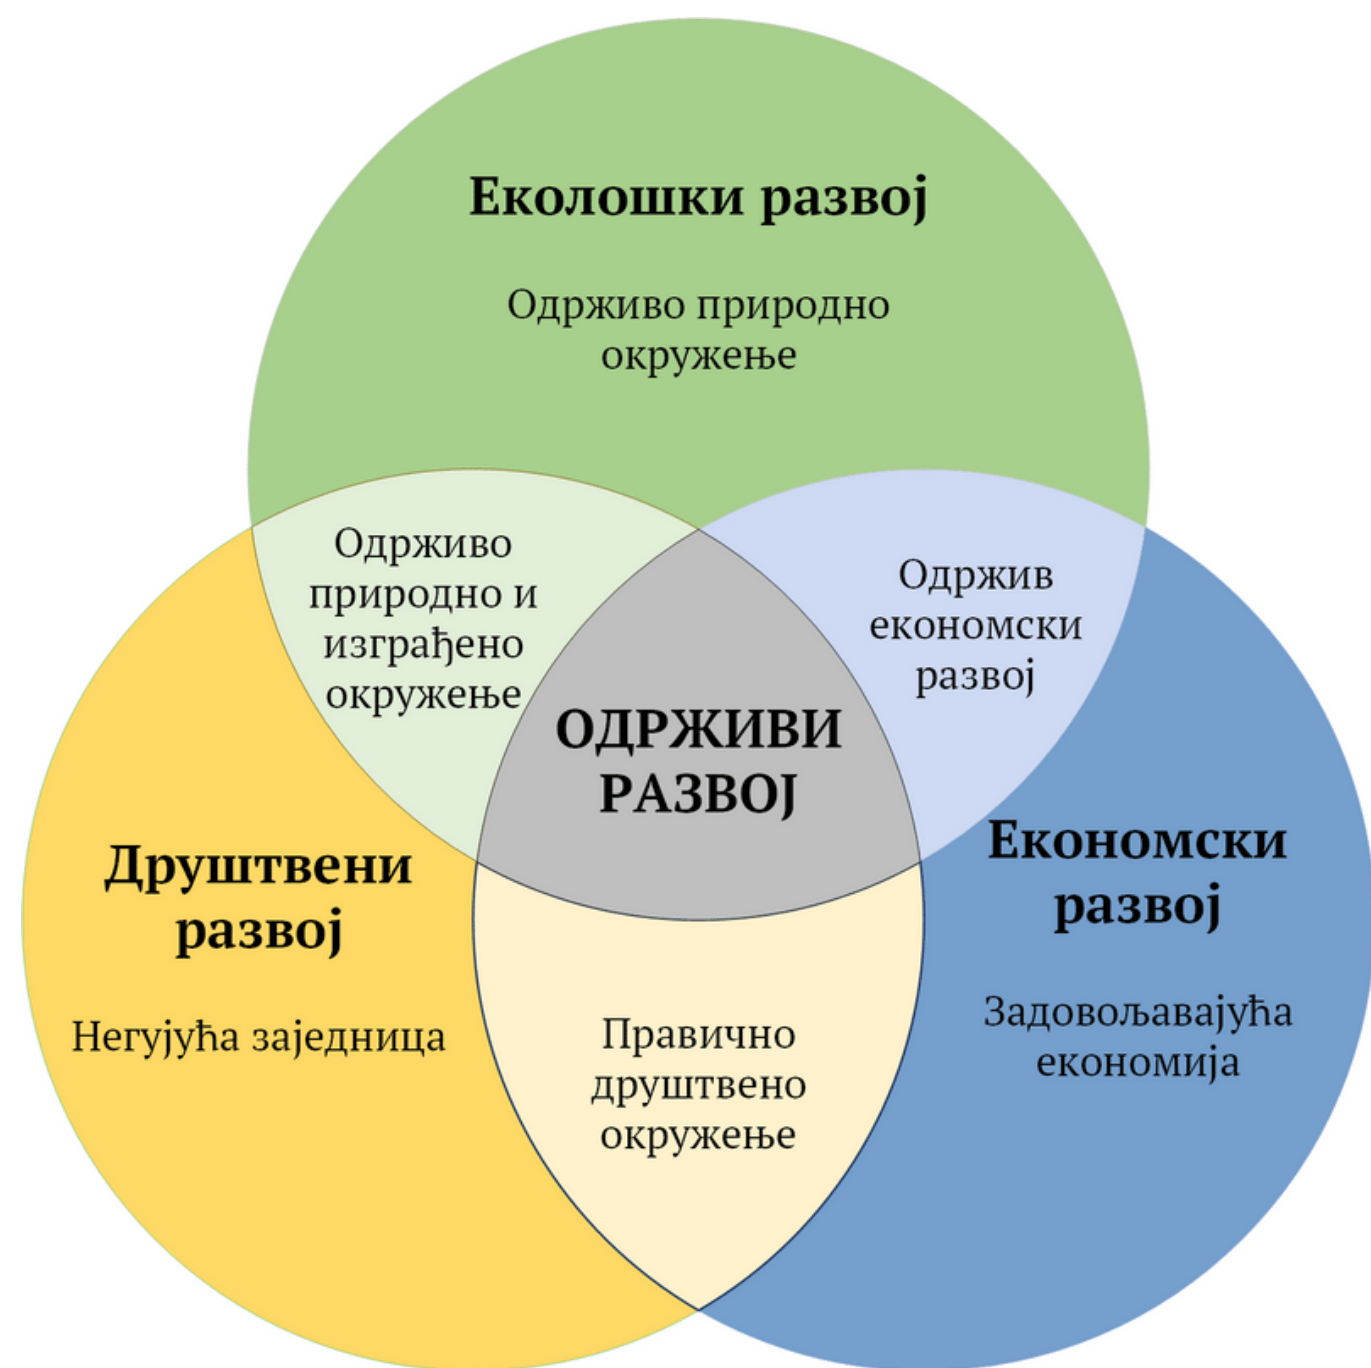 Еколошки развој
Одрживо природно
окружење
Одрживо
природно и
изграђено
окружење
Одржив
економски
развој
ОДРЖИВИ
РАЗВОЈ
Друштвени
развој
Негујућа заједница
Економски
развој
Задовољавајућа
економија
Правично
друштвено
окружење